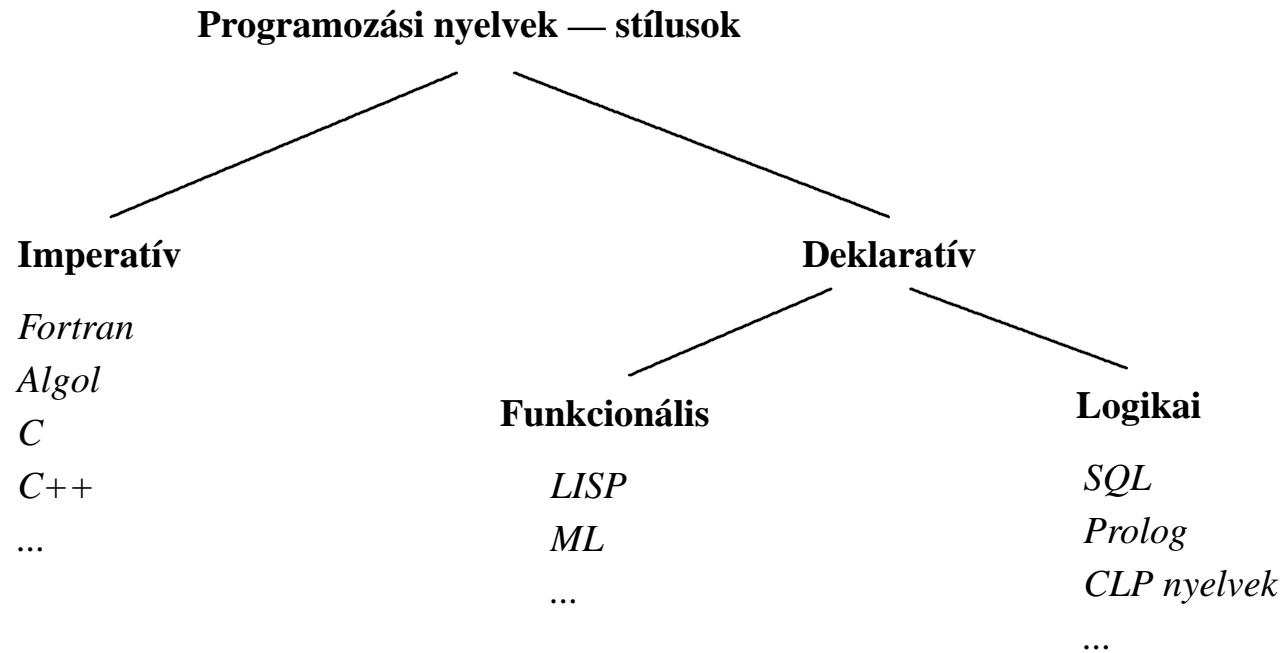 Programozási nyelvek — stílusok
Imperatív
Fortran
Algol
C
C++
...
Deklaratív
Funkcionális
LISP
ML
...
Logikai
SQL
Prolog
CLP nyelvek
...